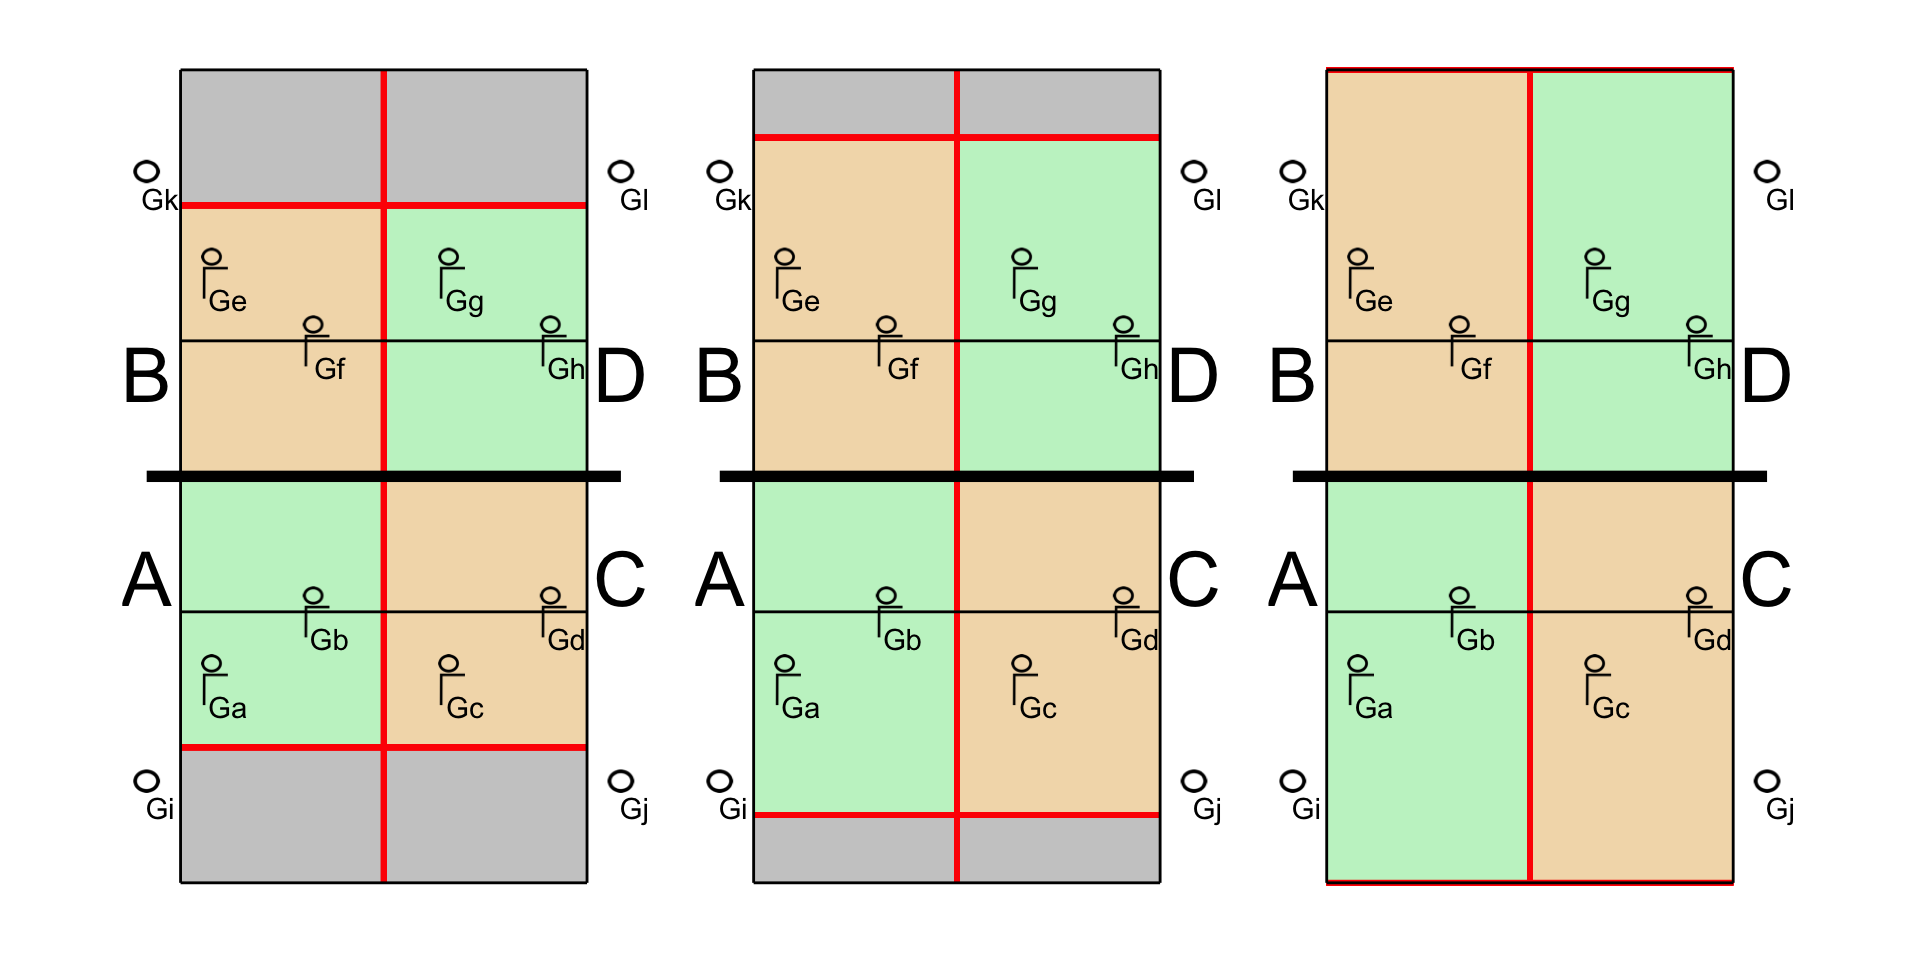 Gk Gl Gk Gl Gk Gl
Ge Gg Ge Gg Ge Gg
B Gf Gh D B Gf Gh D B Gf Gh D
A Gb Gd C A Gb Gd C A Gb Gd C
Ga Gc Ga Gc Ga Gc
Gi Gj Gi Gj Gi Gj